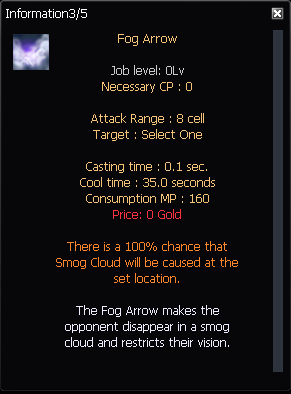 Information3/5
Fog Arrow
Job level: 0Lv
Necessary CP : 0
Attack Range : 8 cell
Target : Select One
Casting time : 0.1 sec.
Cool time : 35.0 seconds
Consumption MP : 160
Price: 0 Gold
There is a 100% chance that
Smog Cloud will be caused at the
set location.
The Fog Arrow makes the
opponent disappear in a smog
cloud and restricts their vision.